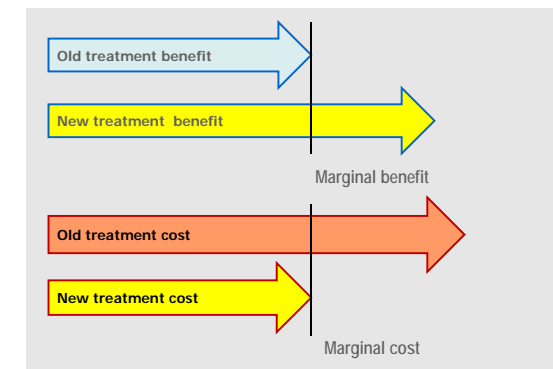 Old treatment benefit
New treatment  benefit
Marginal benefit
Old treatment cost
New treatment cost
Marginal cost